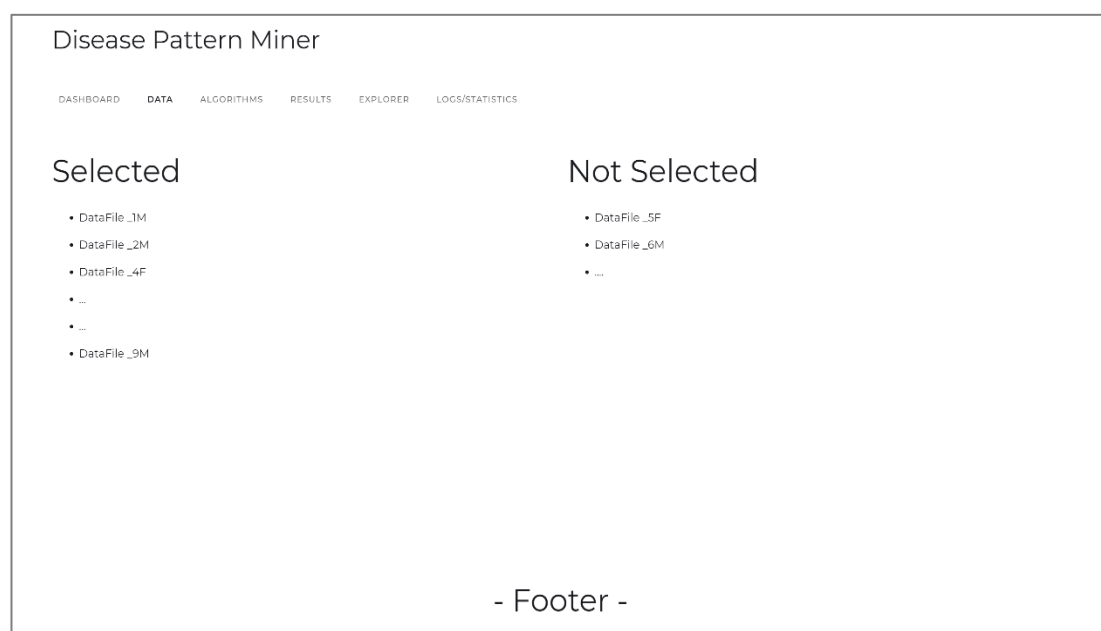 Disease Pattern Miner
DASHBOARD DATA ALGORITHMS RESULTS EXPLORER LOGS/STATISTICS
Selected
• DataFile _1M
• DataFile _2M
• DataFile _4F
• ...
• ...
• DataFile _9M
Not Selected
• DataFile _5F
• DataFile _6M
• ....
- Footer -